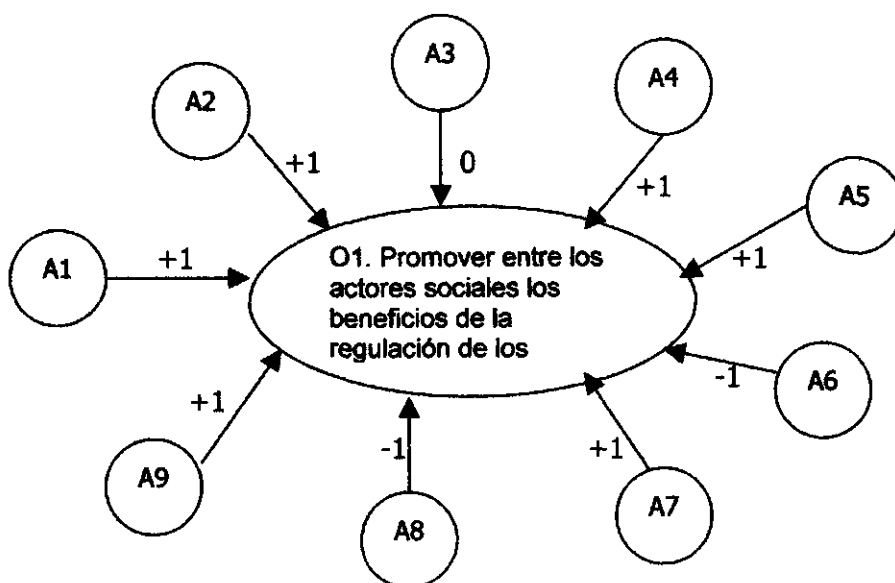 A3
A2
A4
+1
0
+1
A5
A1
+1
O1. Promover entre los
actores sociales los
beneficios de la
regulación de los
+1
-1
A6
+1
-1
+1
A9
A8
A7